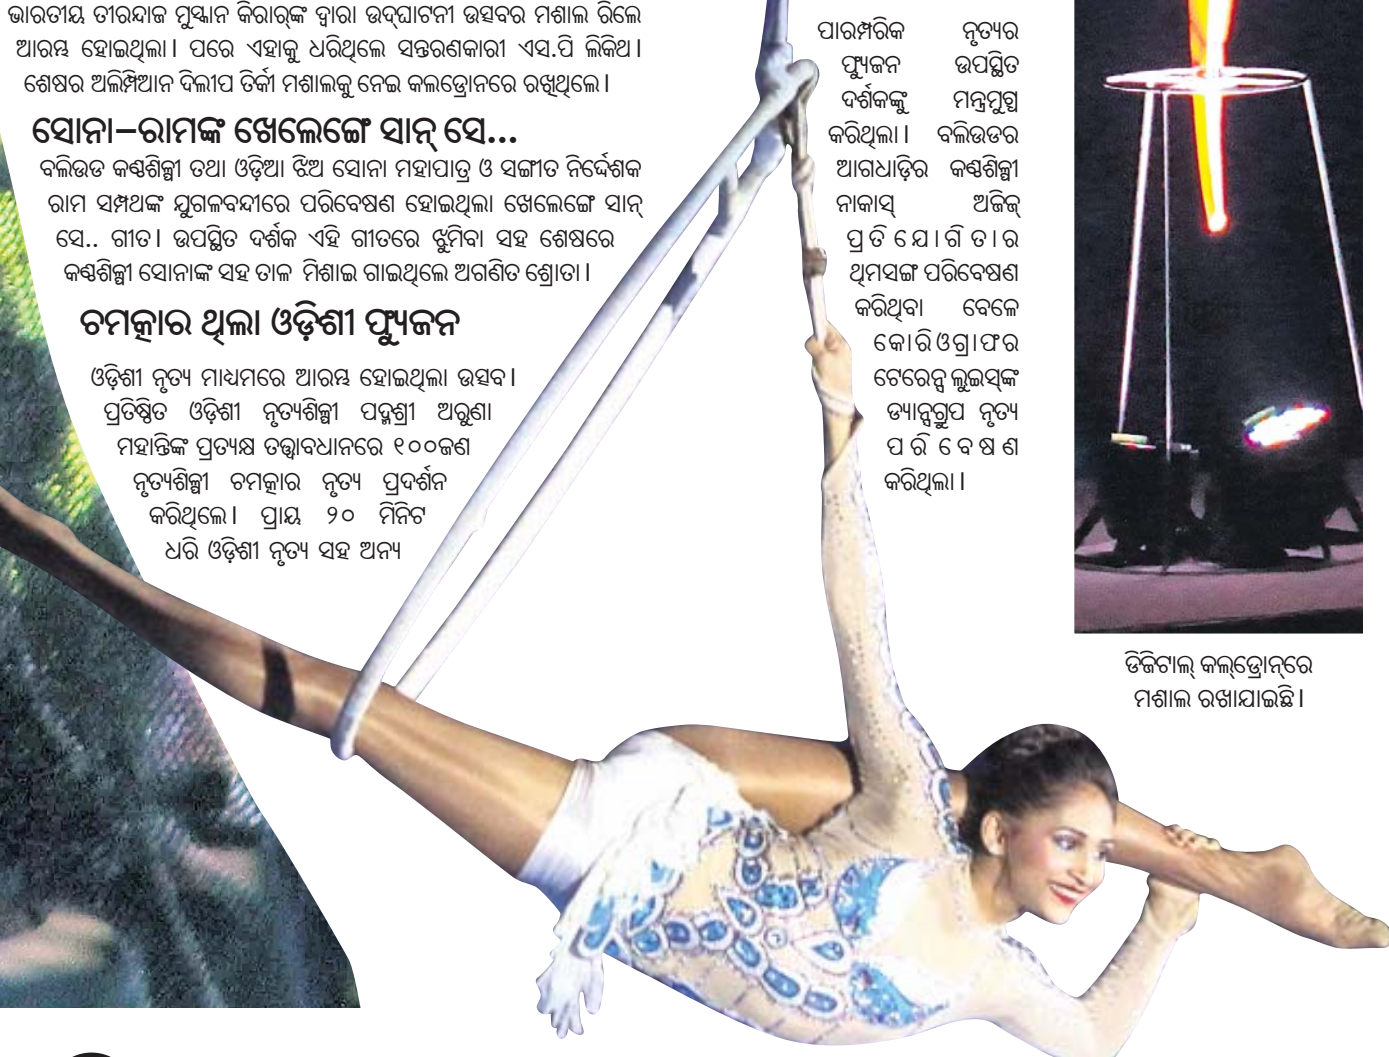 ଭାରତୀୟ ତୀରନ୍ଦାଜ ମୁସ୍କାନ କିରାର୍‌ଙ୍କ ଦ୍ୱାରା ଉଦ୍‌ଘାଟନୀ ଉତ୍ସବର ମଶାଲ ରିଲେ
ଆରମ୍ଭ ହୋଇଥିଲା। ପରେ ଏହାକୁ ଧରିଥିଲେ ସନ୍ତରଣକାରୀ ଏସ.ପି ଲିକିଥ।
ଶେଷର ଅଲିମ୍ପିଆନ ଦିଲୀପ ତିର୍କୀ ମଶାଲକୁ ନେଇ କଲଡ୍ରୋନରେ ରଖିଥିଲେ।
ସୋନା-ରାମଙ୍କ ଖେଲେଙ୍ଗେ ସାନ୍ ସେ...
ବଲିଉଡ କଣ୍ଠଶିଳ୍ପୀ ତଥା ଓଡ଼ିଆ ଝିଅ ସୋନା ମହାପାତ୍ର ଓ ସଙ୍ଗୀତ ନିର୍ଦ୍ଦେଶକ
ରାମ ସମ୍ପଥଙ୍କ ଯୁଗଳବନ୍ଦୀରେ ପରିବେଷଣ ହୋଇଥିଲା ଖେଲେଙ୍ଗେ ସାନ୍
ସେ.. ଗୀତ। ଉପସ୍ଥିତ ଦର୍ଶକ ଏହି ଗୀତରେ ଝୁମିବା ସହ ଶେଷରେ
କଣ୍ଠଶିଳ୍ପୀ ସୋନାଙ୍କ ସହ ତାଳ ମିଶାଇ ଗାଇଥିଲେ ଅଗଣିତ ଶ୍ରୋତା।
ଚମତ୍କାର ଥିଲା ଓଡ଼ିଶୀ ଫ୍ୟୁଜନ
ଓଡ଼ିଶୀ ନୃତ୍ୟ ମାଧ୍ୟମରେ ଆରମ୍ଭ ହୋଇଥିଲା ଉତ୍ସବ।
ପ୍ରତିଷ୍ଠିତ ଓଡ଼ିଶୀ ନୃତ୍ୟଶିଳ୍ପୀ ପଦ୍ମଶ୍ରୀ ଅରୁଣା
ମହାନ୍ତିଙ୍କ ପ୍ରତ୍ୟକ୍ଷ ତତ୍ତ୍ୱାବଧାନରେ ୧୦୦ଜଣ
ନୃତ୍ୟଶିଳ୍ପୀ ଚମତ୍କାର ନୃତ୍ୟ ପ୍ରଦର୍ଶନ
କରିଥିଲେ। ପ୍ରାୟ ୨୦ ମିନିଟ
ଧରି ଓଡ଼ିଶୀ ନୃତ୍ୟ ସହ ଅନ୍ୟ
ପାରମ୍ପରିକ ନୃତ୍ୟର
ଫ୍ୟୁଜନ ଉପସ୍ଥିତ
ଦର୍ଶକଙ୍କୁ ମନ୍ତ୍ରମୁଗ୍ଧ
କରିଥିଲା। ବଲିଉଡର
ଆଗଧାଡ଼ିର କଣ୍ଠଶିଳ୍ପୀ
ନାକାସ୍ ଅଜିଜ୍
ପ୍ରତିଯୋଗିତାର
ଥିମସଙ୍ଗ ପରିବେଷଣ
କରିଥିବା ବେଳେ
କୋରିଓଗ୍ରାଫର
ଟେରେନ୍ସ ଲୁଇସ୍‌ଙ୍କ
ଡ୍ୟାନ୍ସଗ୍ରୁପ ନୃତ୍ୟ
ପରିବେଷଣ
କରିଥିଲା।
ଡିଜିଟାଲ୍ କଲ୍‌ଡ୍ରୋନ୍‌ରେ
ମଶାଲ ରଖାଯାଇଛି।